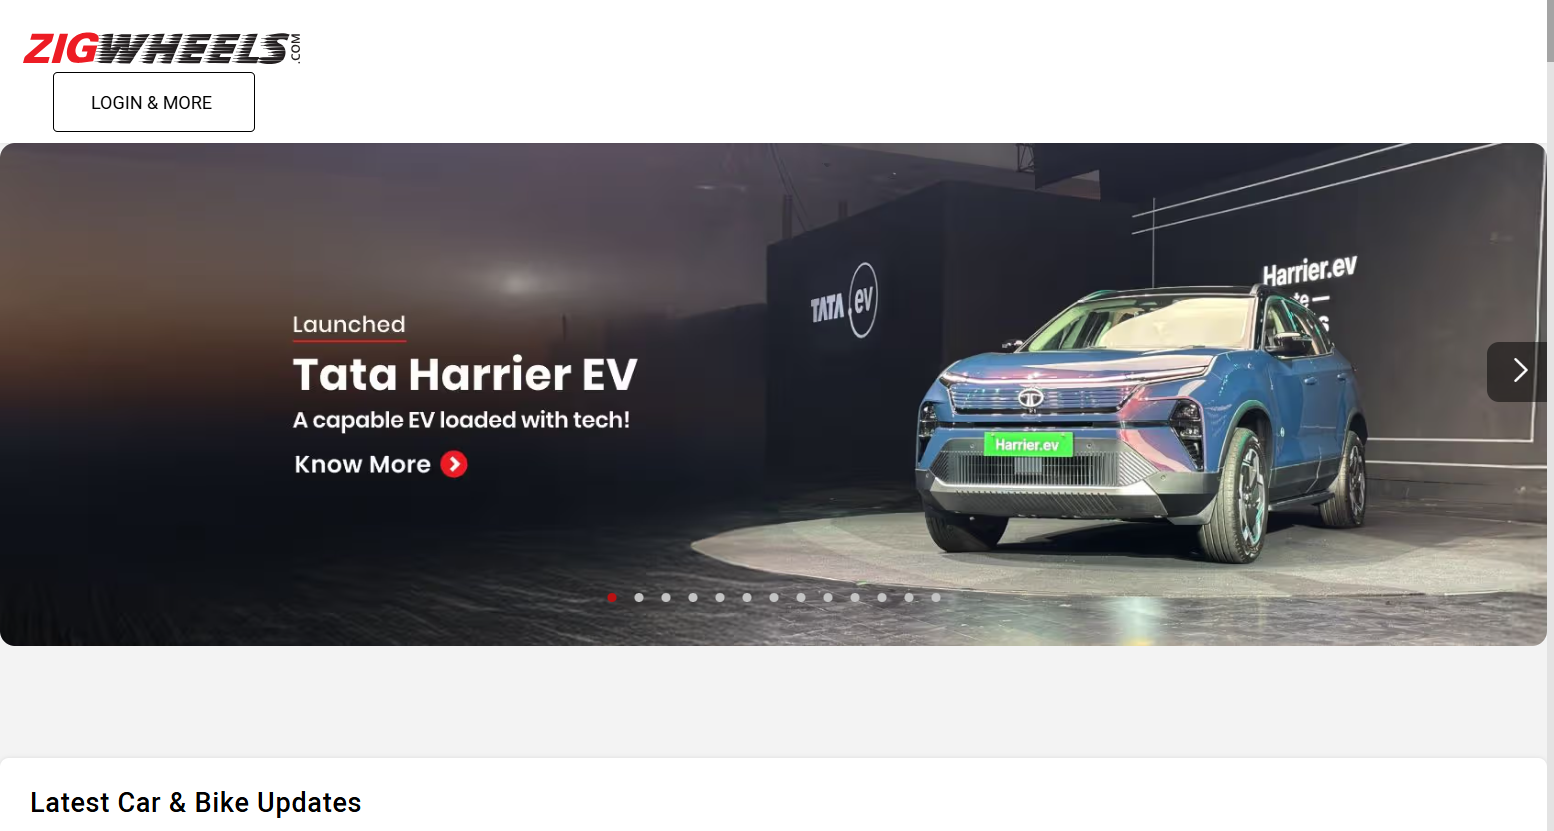 ZIGWHEELS.COM
LOGIN & MORE
Launched
Tata Harrier EV
A capable EV loaded with tech!
Know More
TATA .ev
Harrier.ev
Harrier.ev
Latest Car & Bike Updates